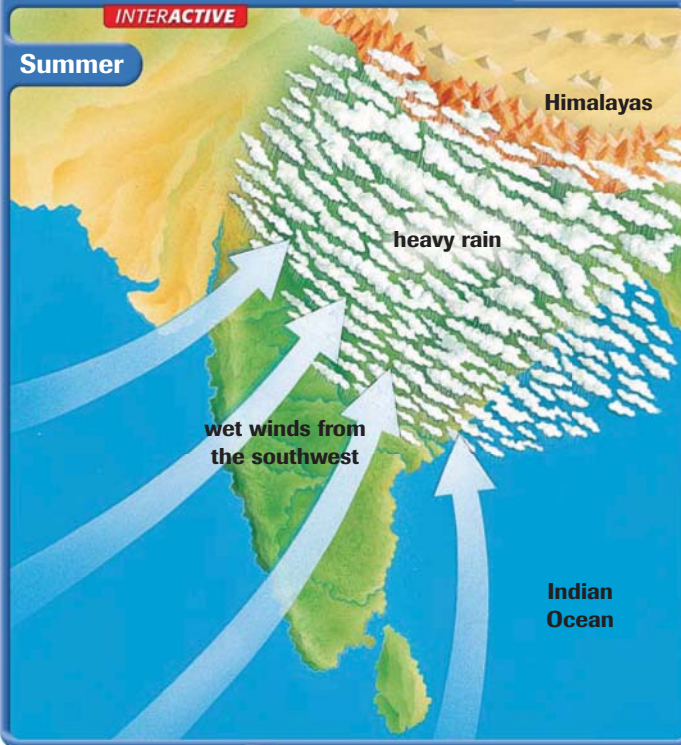 INTERACTIVE
Summer
Himalayas
heavy rain
wet winds from
the southwest
Indian
Ocean